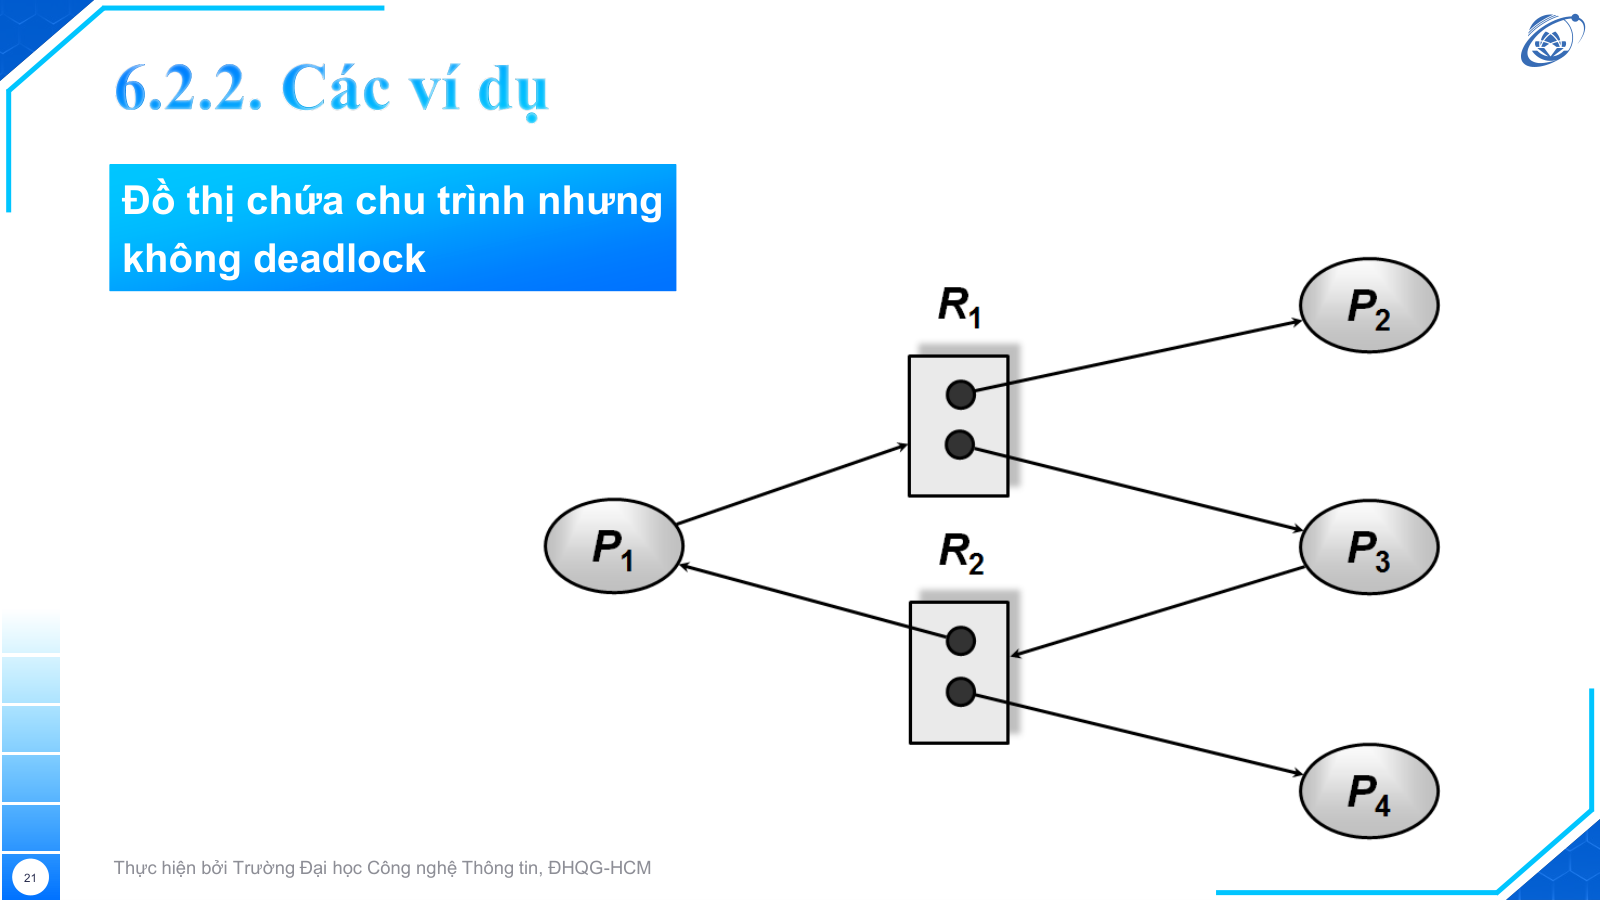 6.2.2. Các ví dụ
Đồ thị chứa chu trình nhưng
không deadlock
R1
P2
P1
R2
P3
P4
Thực hiện bởi Trường Đại học Công nghệ Thông tin, ĐHQG-HCM
21